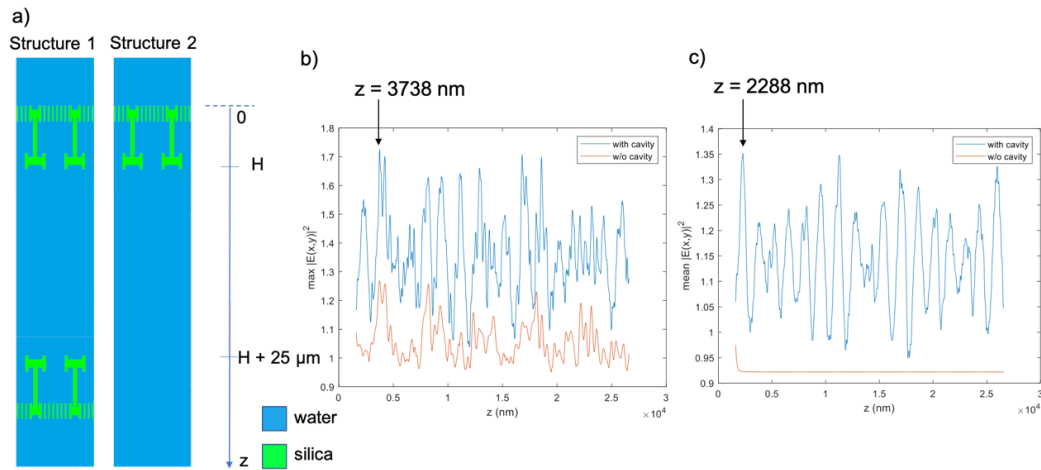 a)
Structure 1 Structure 2
0
H
H + 25 µm
z
water
silica
b)
z = 3738 nm
with cavity
w/o cavity
max |E(x,y)|²
1.8
1.7
1.6
1.5
1.4
1.3
1.2
1.1
1
0.9
0 0.5 1 1.5 2 2.5 3
z (nm)
×10⁴
c)
z = 2288 nm
with cavity
w/o cavity
mean |E(x,y)|²
1.4
1.35
1.3
1.25
1.2
1.15
1.1
1.05
1
0.95
0.9
0 0.5 1 1.5 2 2.5 3
z (nm)
×10⁴